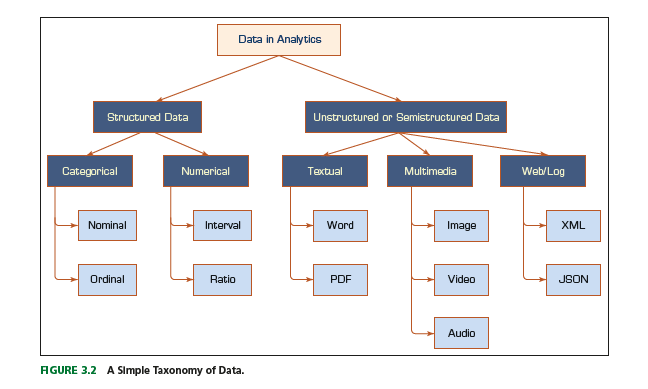 Data in Analytics
Structured Data
Unstructured or Semistructured Data
Categorical
Numerical
Textual
Multimedia
Web/Log
Nominal
Interval
Word
Image
XML
Ordinal
Ratio
PDF
Video
JSON
Audio
FIGURE 3.2 A Simple Taxonomy of Data.